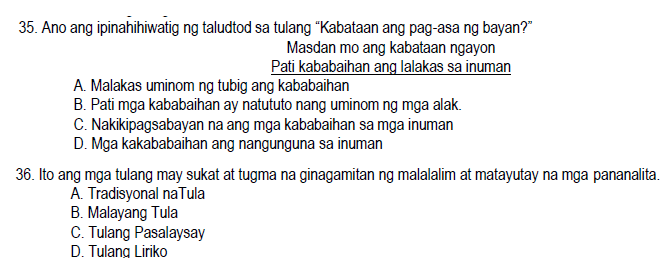 35. Ano ang ipinahihiwatig ng taludtod sa tulang “Kabataan ang pag-asa ng bayan?”
Masdan mo ang kabataan ngayon
Pati kababaihan ang lalakas sa inuman
A. Malakas uminom ng tubig ang kababaihan
B. Pati mga kababaihan ay natututo nang uminom ng mga alak.
C. Nakikipagsabayan na ang mga kababaihan sa mga inuman
D. Mga kakababaihan ang nangunguna sa inuman
36. Ito ang mga tulang may sukat at tugma na ginagamitan ng malalalim at matayutay na mga pananalita.
A. Tradisyonal naTula
B. Malayang Tula
C. Tulang Pasalaysay
D. Tulang Liriko